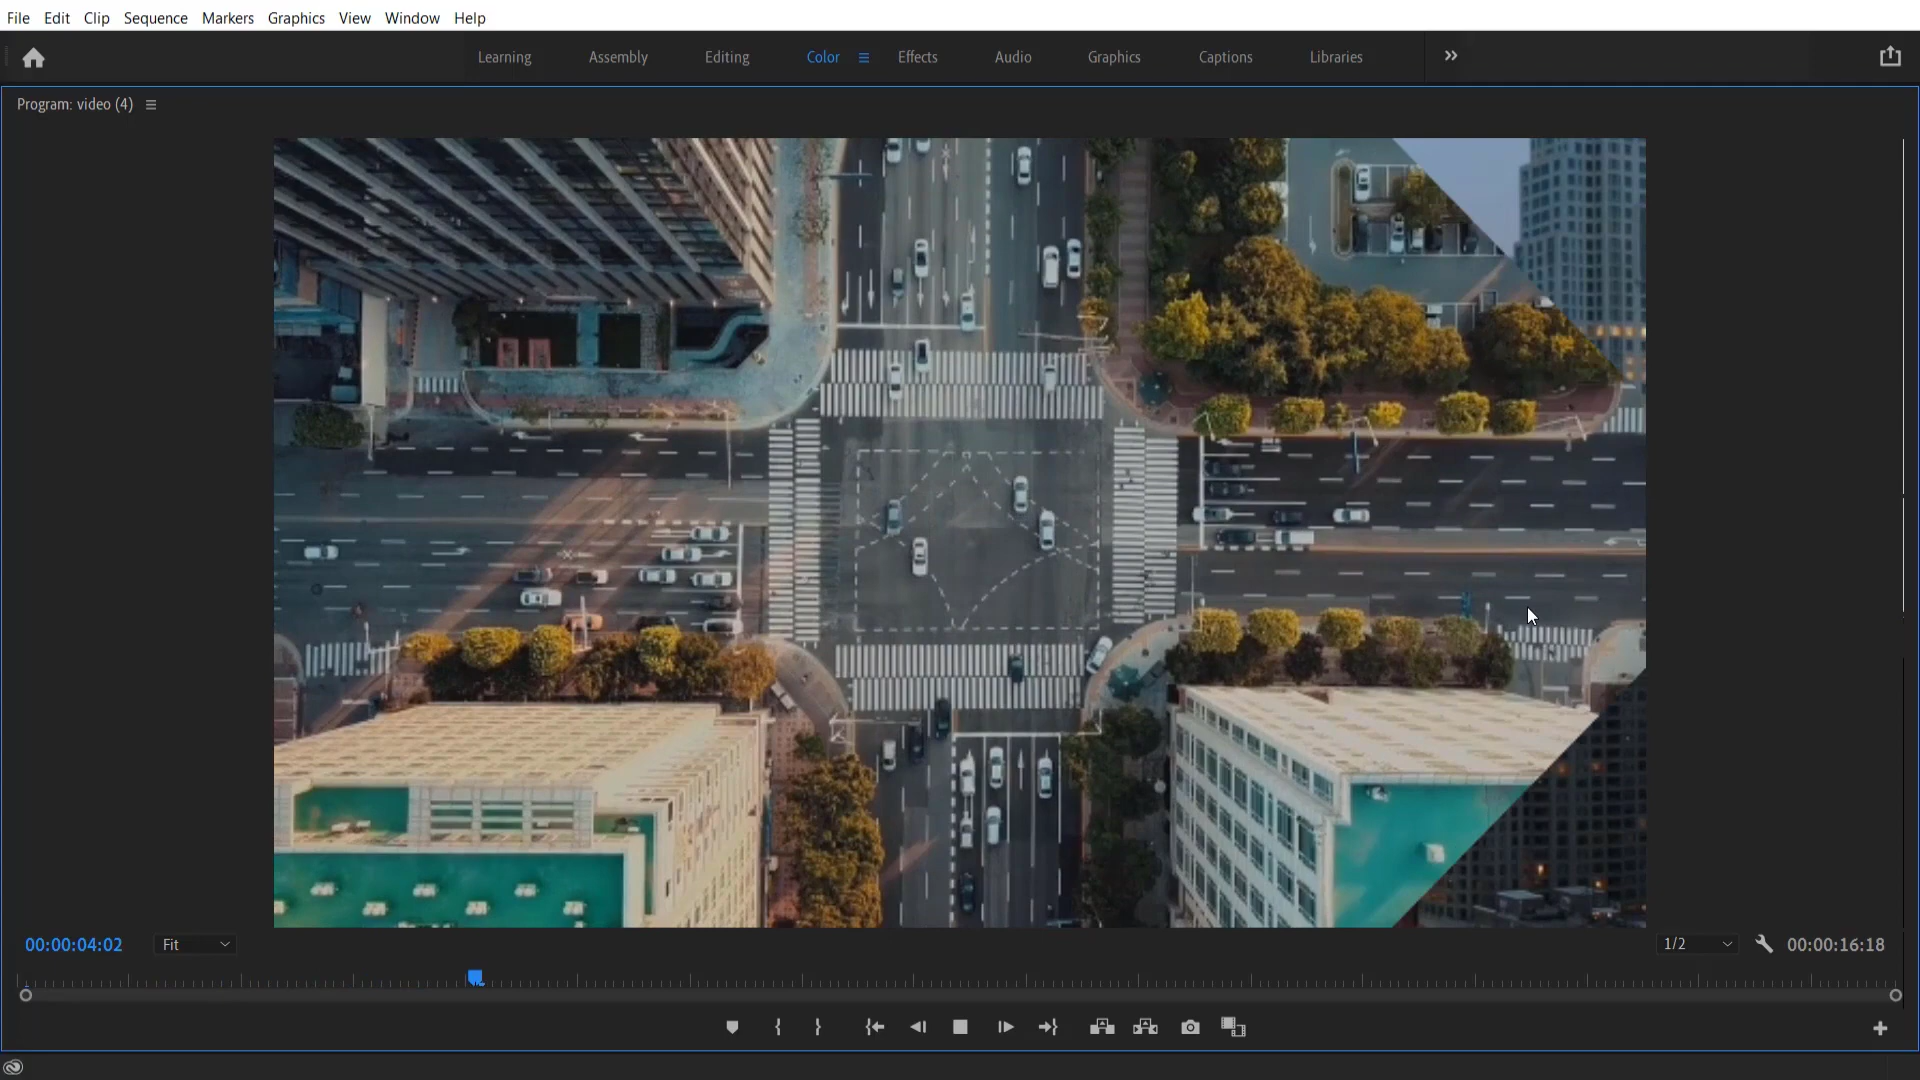 File Edit Clip Sequence Markers Graphics View Window Help
Learning Assembly Editing Color Effects Audio Graphics Captions Libraries
Program: video (4)
00:00:04:02 Fit 1/2 00:00:16:18